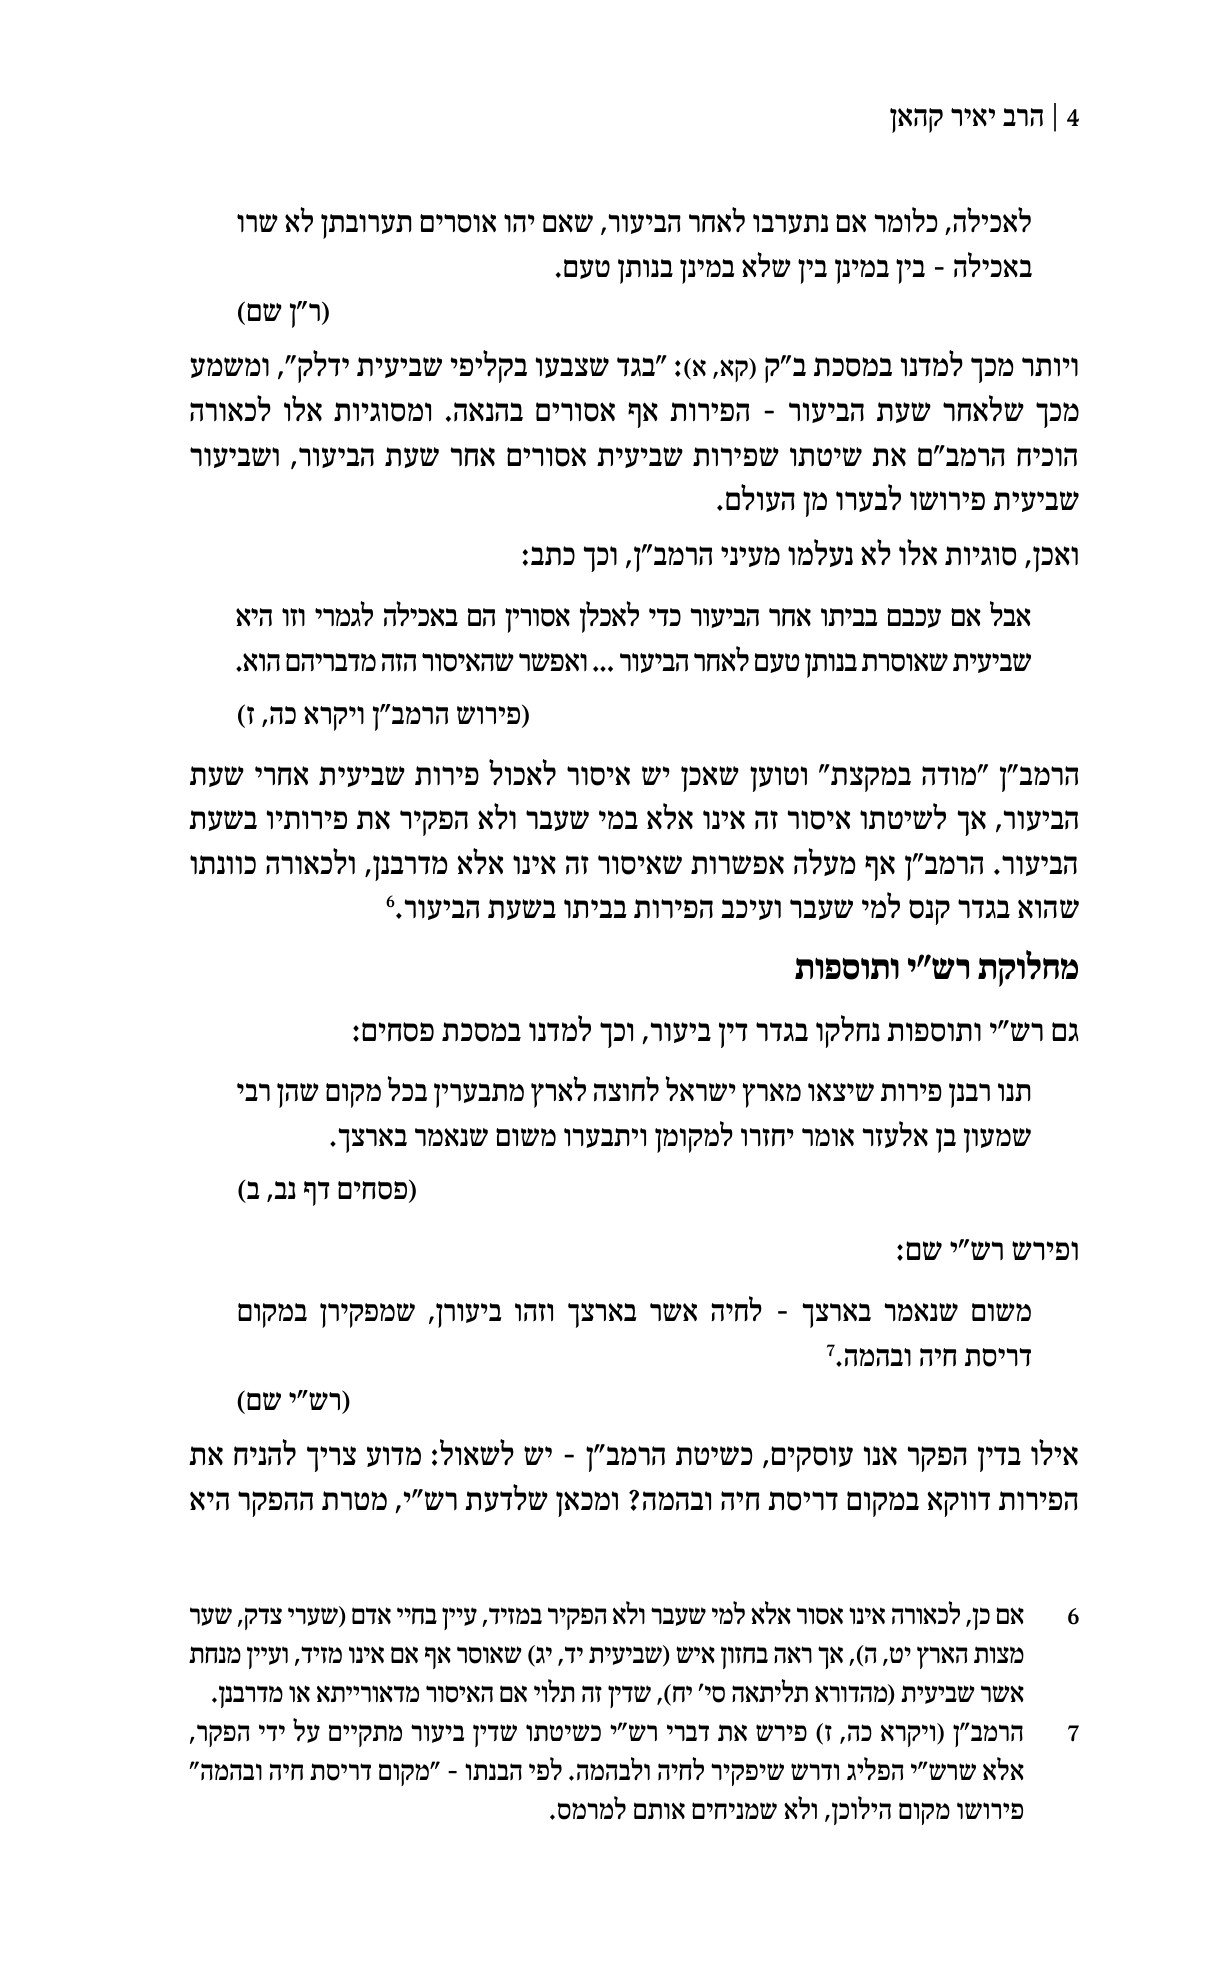 4 | הרב יאיר קהאן
לאכילה, כלומר אם נתערבו לאחר הביעור, שאם יהו אוסרים תערובתן לא שרו
באכילה - בין במינן בין שלא במינן בנותן טעם.
(ר"ן שם)
ויותר מכך למדנו במסכת ב"ק (קא, א): "בגד שצבעו בקליפי שביעית ידלק", ומשמע
מכך שלאחר שעת הביעור - הפירות אף אסורים בהנאה. ומסוגיות אלו לכאורה
הוכיח הרמב"ם את שיטתו שפירות שביעית אסורים אחר שעת הביעור, ושביעור
שביעית פירושו לבערו מן העולם.
ואכן, סוגיות אלו לא נעלמו מעיני הרמב"ן, וכך כתב:
אבל אם עכבם בביתו אחר הביעור כדי לאכלן אסורין הם באכילה לגמרי וזו היא
שביעית שאוסרת בנותן טעם לאחר הביעור ... ואפשר שהאיסור הזה מדבריהם הוא.
(פירוש הרמב"ן ויקרא כה, ז)
הרמב"ן "מודה במקצת" וטוען שאכן יש איסור לאכול פירות שביעית אחרי שעת
הביעור, אך לשיטתו איסור זה אינו אלא במי שעבר ולא הפקיר את פירותיו בשעת
הביעור. הרמב"ן אף מעלה אפשרות שאיסור זה אינו אלא מדרבנן, ולכאורה כוונתו
שהוא בגדר קנס למי שעבר ועיכב הפירות בביתו בשעת הביעור.6
מחלוקת רש"י ותוספות
גם רש"י ותוספות נחלקו בגדר דין ביעור, וכך למדנו במסכת פסחים:
תנו רבנן פירות שיצאו מארץ ישראל לחוצה לארץ מתבערין בכל מקום שהן רבי
שמעון בן אלעזר אומר יחזרו למקומן ויתבערו משום שנאמר בארצך.
(פסחים דף נב, ב)
ופירש רש"י שם:
משום שנאמר בארצך - לחיה אשר בארצך וזהו ביעורן, שמפקירן במקום
דריסת חיה ובהמה.7
(רש"י שם)
אילו בדין הפקר אנו עוסקים, כשיטת הרמב"ן - יש לשאול: מדוע צריך להניח את
הפירות דווקא במקום דריסת חיה ובהמה? ומכאן שלדעת רש"י, מטרת ההפקר היא
6 אם כן, לכאורה אינו אסור אלא למי שעבר ולא הפקיר במזיד, עיין בחיי אדם (שערי צדק, שער
מצות הארץ יט, ה), אך ראה בחזון איש (שביעית יד, יג) שאוסר אף אם אינו מזיד, ועיין מנחת
אשר שביעית (מהדורא תליתאה סי' יח), שדין זה תלוי אם האיסור מדאורייתא או מדרבנן.
7 הרמב"ן (ויקרא כה, ז) פירש את דברי רש"י כשיטתו שדין ביעור מתקיים על ידי הפקר,
אלא שרש"י הפליג ודרש שיפקיר לחיה ולבהמה. לפי הבנתו - "מקום דריסת חיה ובהמה"
פירושו מקום הילוכן, ולא שמניחים אותם למרמס.